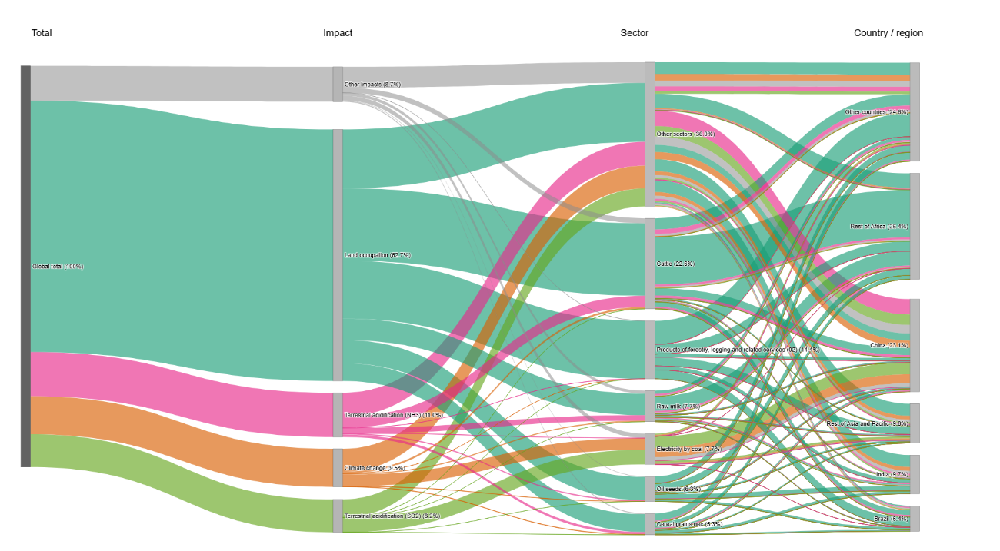 Total
Impact
Sector
Country / region
Global total (100%)
Other impacts (8.7%)
Land occupation (62.7%)
Terrestrial acidification (NH3) (11.0%)
Climate change (9.5%)
Terrestrial acidification (SO2) (8.2%)
Other sectors (36.0%)
Cattle (22.6%)
Products of forestry, logging and related services (02) (14.4%)
Raw milk (7.7%)
Electricity by coal (7.7%)
Oil seeds (6.3%)
Cereal grains nec (5.3%)
Other countries (24.6%)
Rest of Africa (26.4%)
China (23.1%)
Rest of Asia and Pacific (9.8%)
India (9.7%)
Brazil (6.4%)